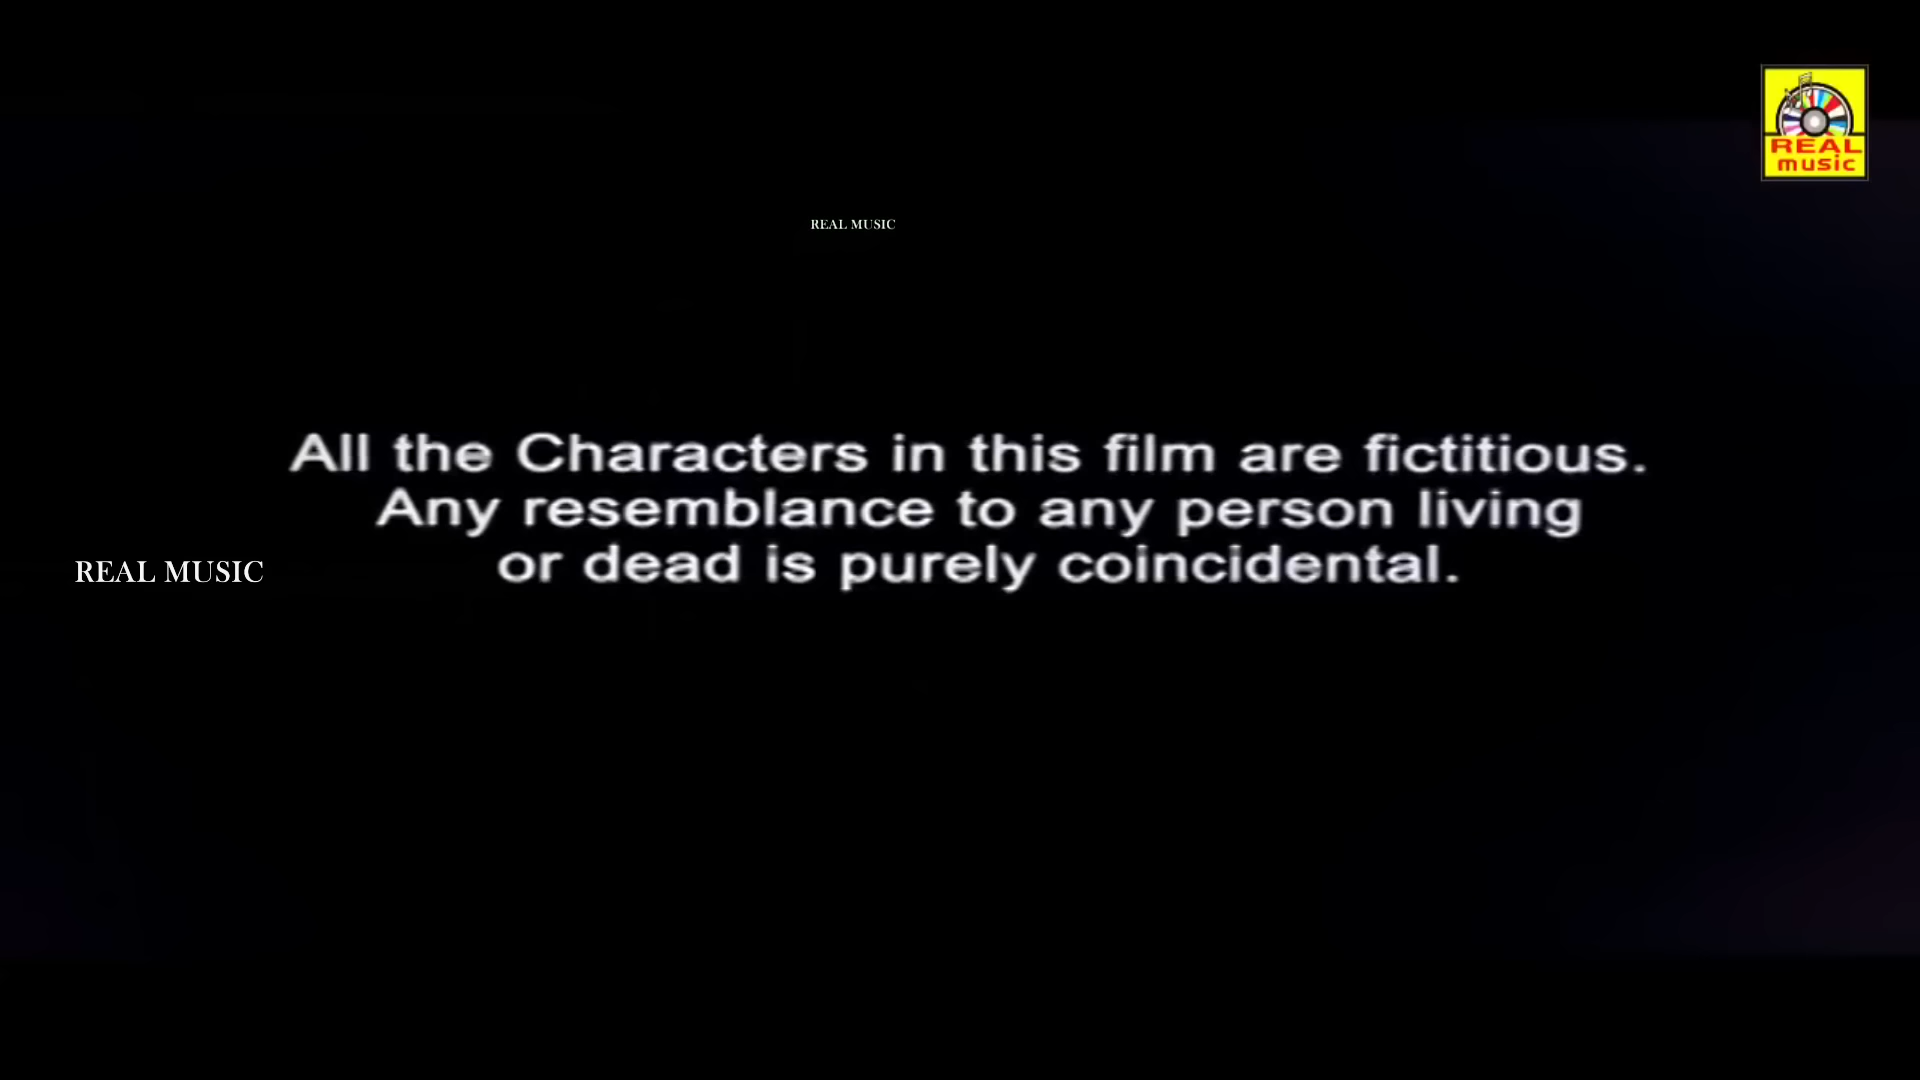 REAL
music
REAL MUSIC
All the Characters in this film are fictitious.
Any resemblance to any person living
or dead is purely coincidental.
REAL MUSIC